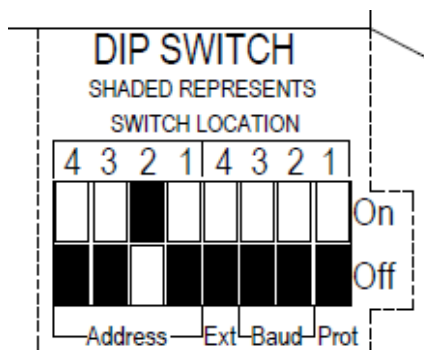 DIP SWITCH
SHADED REPRESENTS
SWITCH LOCATION
4 3 2 1 4 3 2 1
On
Off
Address Ext Baud Prot